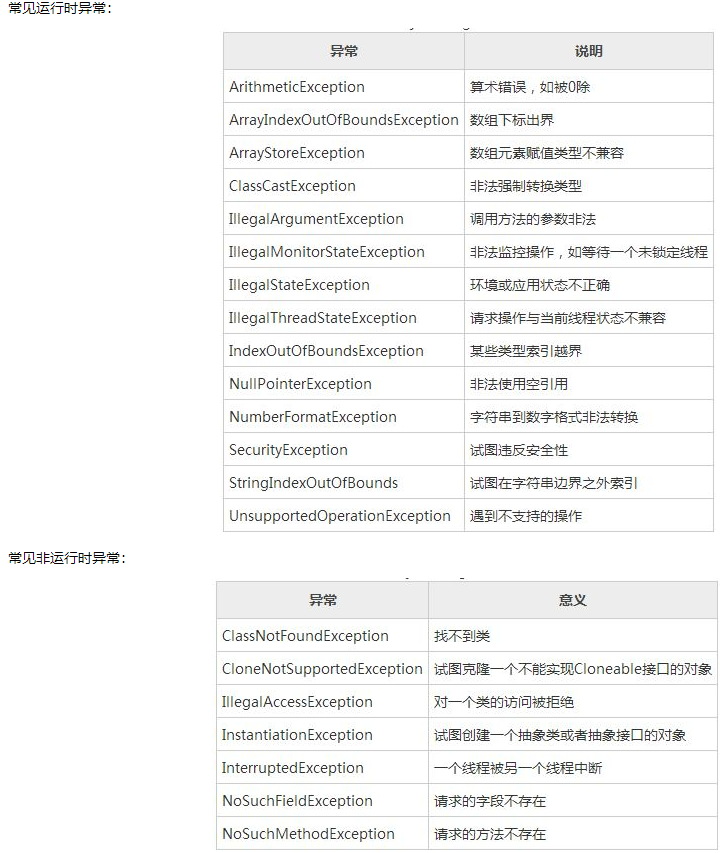 常见运行时异常：
异常 说明
ArithmeticException 算术错误，如被0除
ArrayIndexOutOfBoundsException 数组下标出界
ArrayStoreException 数组元素赋值类型不兼容
ClassCastException 非法强制转换类型
IllegalArgumentException 调用方法的参数非法
IllegalMonitorStateException 非法监控操作，如等待一个未锁定线程
IllegalStateException 环境或应用状态不正确
IllegalThreadStateException 请求操作与当前线程状态不兼容
IndexOutOfBoundsException 某些类型索引越界
NullPointerException 非法使用空引用
NumberFormatException 字符串到数字格式非法转换
SecurityException 试图违反安全性
StringIndexOutOfBounds 试图在字符串边界之外索引
UnsupportedOperationException 遇到不支持的操作
常见非运行时异常：
异常 意义
ClassNotFoundException 找不到类
CloneNotSupportedException 试图克隆一个不能实现Cloneable接口的对象
IllegalAccessException 对一个类的访问被拒绝
InstantiationException 试图创建一个抽象类或者抽象接口的对象
InterruptedException 一个线程被另一个线程中断
NoSuchFieldException 请求的字段不存在
NoSuchMethodException 请求的方法不存在